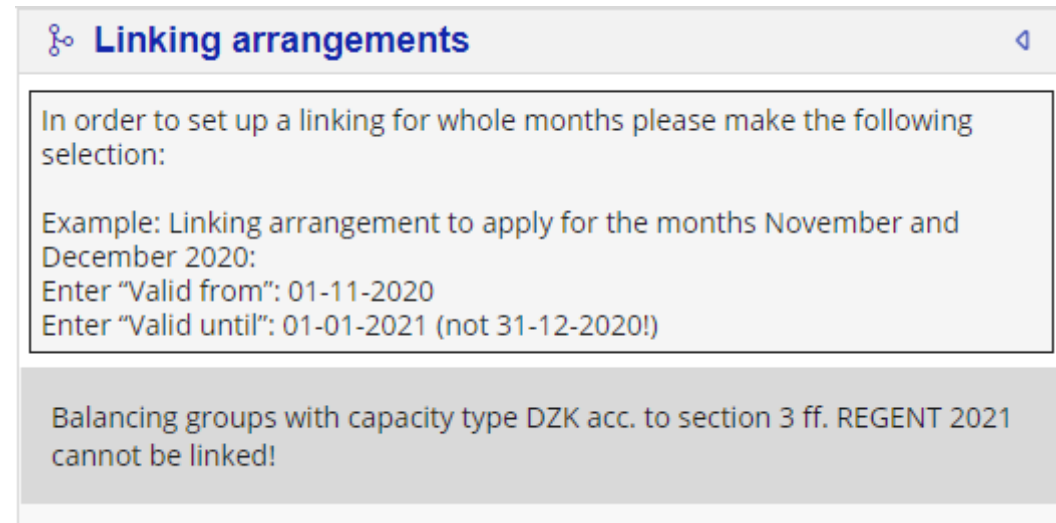 Linking arrangements
In order to set up a linking for whole months please make the following
selection:
Example: Linking arrangement to apply for the months November and
December 2020:
Enter “Valid from”: 01-11-2020
Enter “Valid until”: 01-01-2021 (not 31-12-2020!)
Balancing groups with capacity type DZK acc. to section 3 ff. REGENT 2021
cannot be linked!